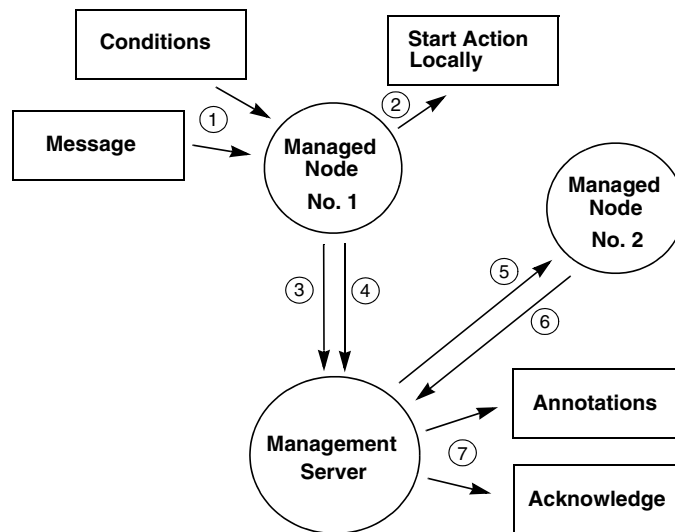 Conditions
Start Action
Locally
①
②
Message
Managed
Node
No. 1
Managed
Node
No. 2
③
④
⑤
⑥
Annotations
Management
Server
⑦
Acknowledge